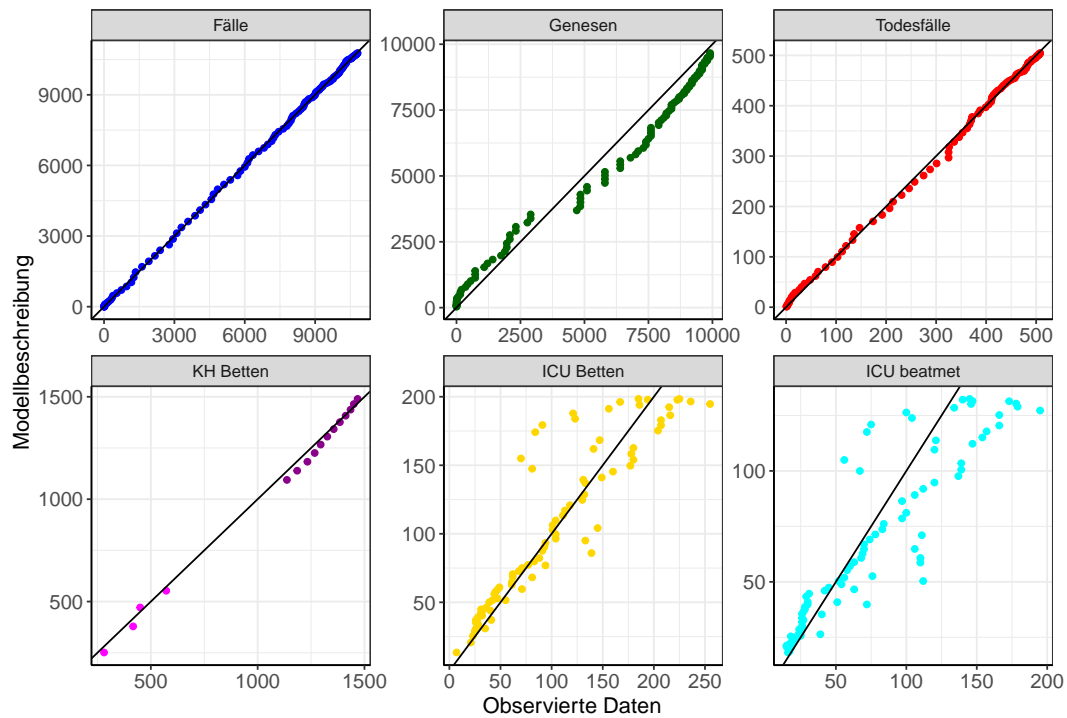 Fälle Genesen Todesfälle
9000
6000
3000
0
0 3000 6000 9000
10000
7500
5000
2500
0
0 2500 5000 7500 10000
500
400
300
200
100
0
0 100 200 300 400 500
Modellbeschreibung
KH Betten ICU Betten ICU beatmet
1500
1000
500
500 1000 1500
200
150
100
50
0 50 100 150 200 250
100
50
50 100 150 200
Observierte Daten